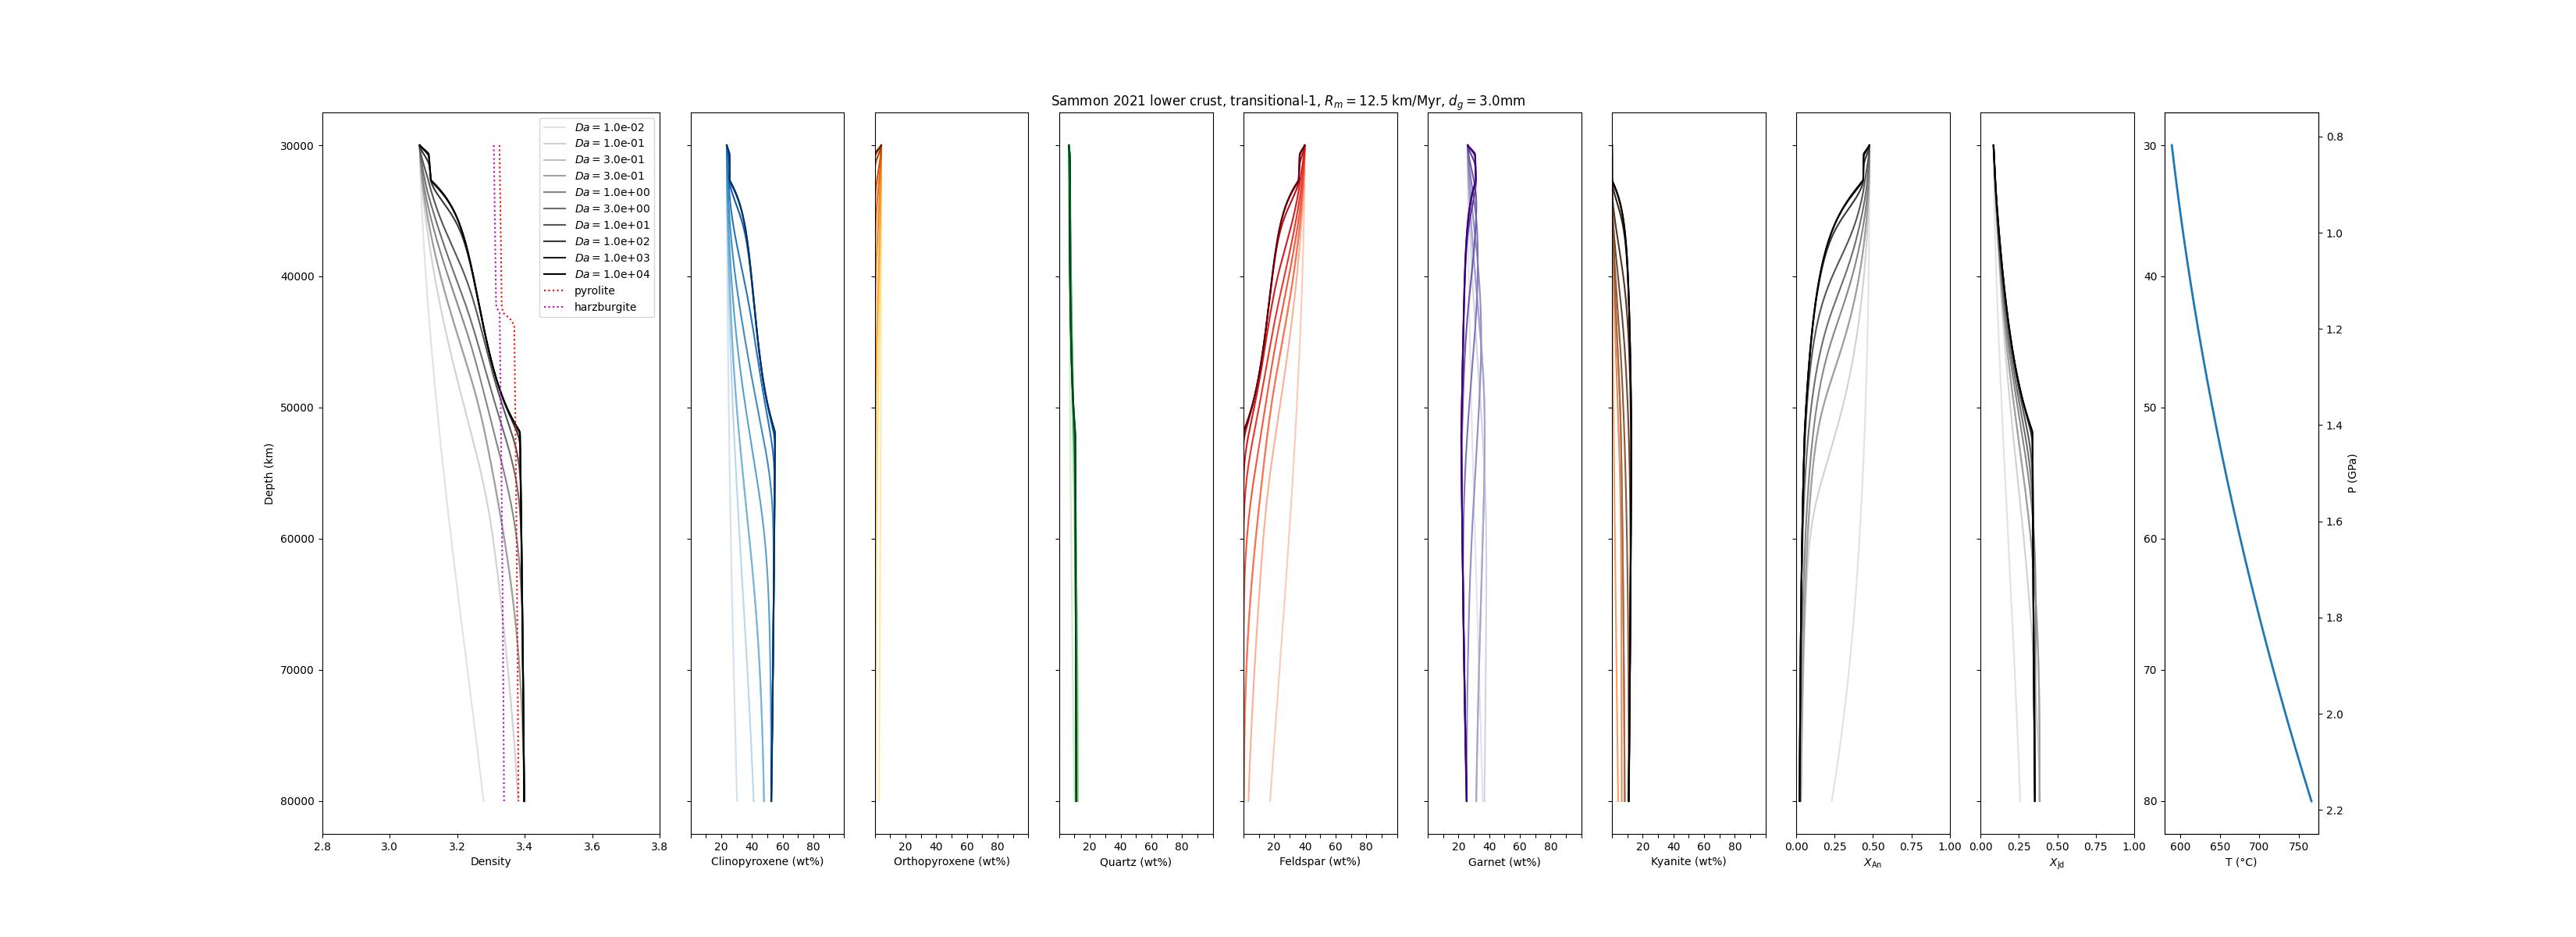 Sammon 2021 lower crust, transitional-1, Rₘ = 12.5 km/Myr, d_g = 3.0mm
Da = 1.0e-02
Da = 1.0e-01
Da = 3.0e-01
Da = 3.0e-01
Da = 1.0e+00
Da = 3.0e+00
Da = 1.0e+01
Da = 1.0e+02
Da = 1.0e+03
Da = 1.0e+04
pyrolite
harzburgite
Depth (km)
30000
40000
50000
60000
70000
80000
2.8 3.0 3.2 3.4 3.6 3.8
Density
20 40 60 80
Clinopyroxene (wt%)
20 40 60 80
Orthopyroxene (wt%)
20 40 60 80
Quartz (wt%)
20 40 60 80
Feldspar (wt%)
20 40 60 80
Garnet (wt%)
20 40 60 80
Kyanite (wt%)
0.00 0.25 0.50 0.75 1.00
X_An
0.00 0.25 0.50 0.75 1.00
X_Jd
30
40
50
60
70
80
600 650 700 750
T (°C)
0.8
1.0
1.2
1.4
1.6
1.8
2.0
2.2
P (GPa)